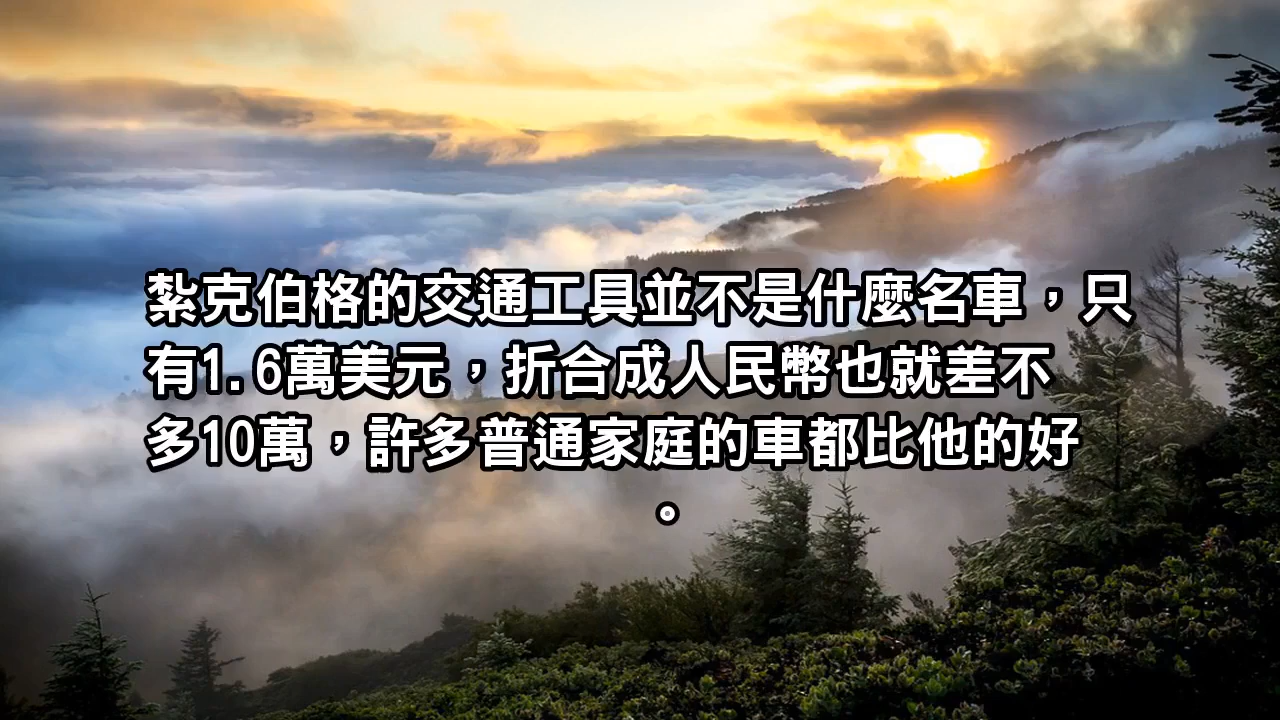 紮克伯格的交通工具並不是什麼名車，只
有1.6萬美元，折合成人民幣也就差不
多10萬，許多普通家庭的車都比他的好
。